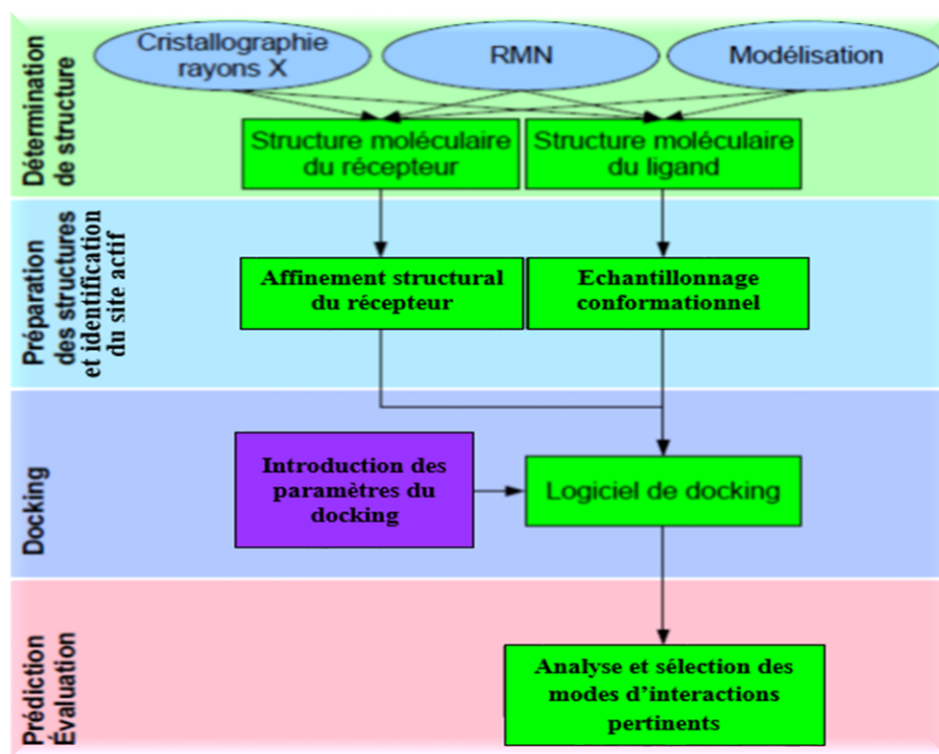 Détermination
de structure
Cristallographie
rayons X
RMN
Modélisation
Structure moléculaire
du récepteur
Structure moléculaire
du ligand
Préparation
des structures
et identification
du site actif
Affinement structural
du récepteur
Echantillonnage
conformationnel
Docking
Introduction des
paramètres du
docking
Logiciel de docking
Prédiction
Évaluation
Analyse et sélection des
modes d'interactions
pertinents